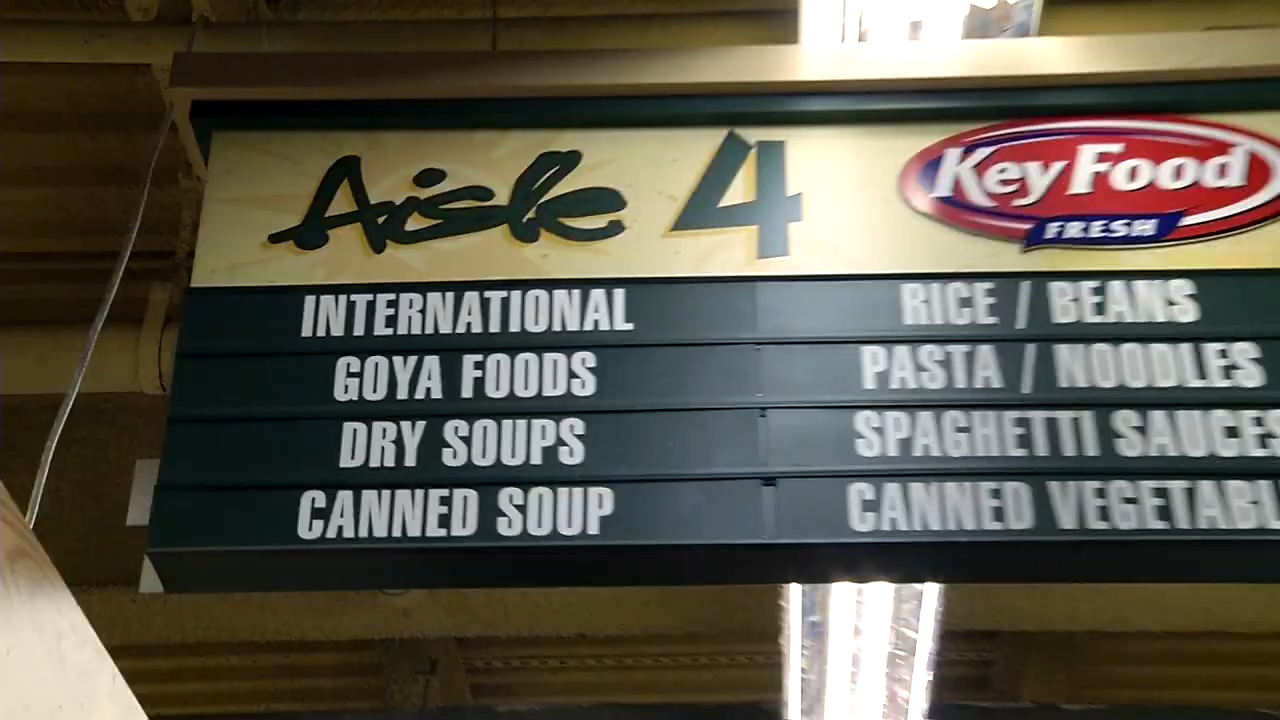 Aisle 4
Key Food
FRESH
INTERNATIONAL
RICE / BEANS
GOYA FOODS
PASTA / NOODLES
DRY SOUPS
SPAGHETTI SAUCES
CANNED SOUP
CANNED VEGETABL